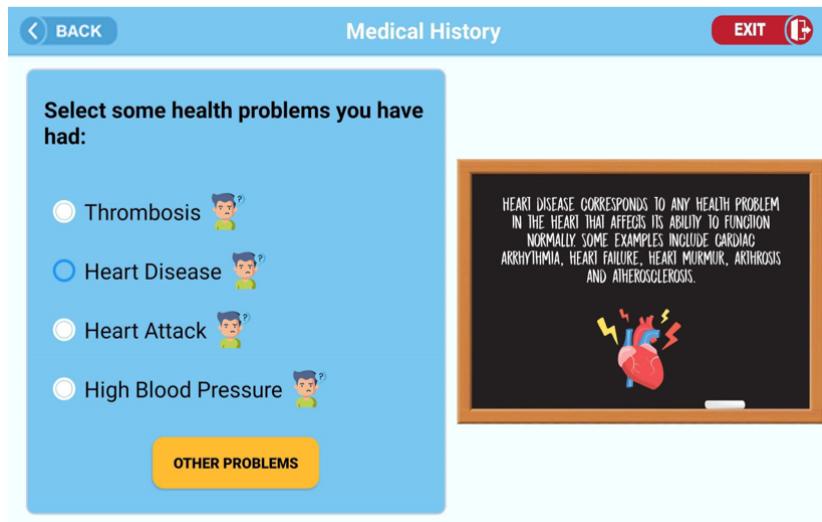 BACK
Medical History
EXIT
Select some health problems you have
had:
Thrombosis
Heart Disease
Heart Attack
High Blood Pressure
OTHER PROBLEMS
HEART DISEASE CORRESPONDS TO ANY HEALTH PROBLEM
IN THE HEART THAT AFFECTS ITS ABILITY TO FUNCTION
NORMALLY. SOME EXAMPLES INCLUDE CARDIAC
ARRHYTHMIA, HEART FAILURE, HEART MURMUR, ARTHROSIS
AND ATHEROSCLEROSIS.